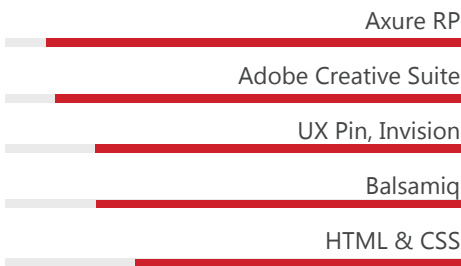 Axure RP
Adobe Creative Suite
UX Pin, Invision
Balsamiq
HTML & CSS